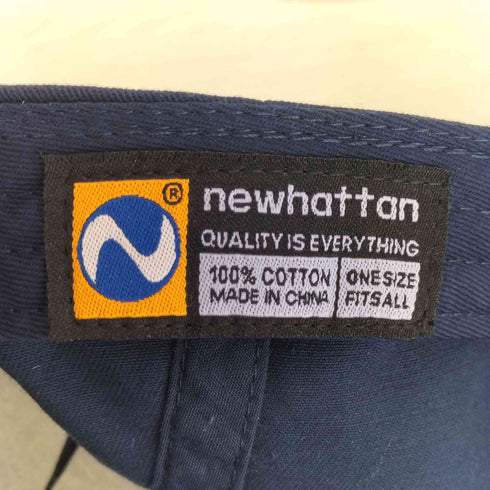 ®
newhattan
QUALITY IS EVERYTHING
100% COTTON
MADE IN CHINA
ONE SIZE
FITS ALL